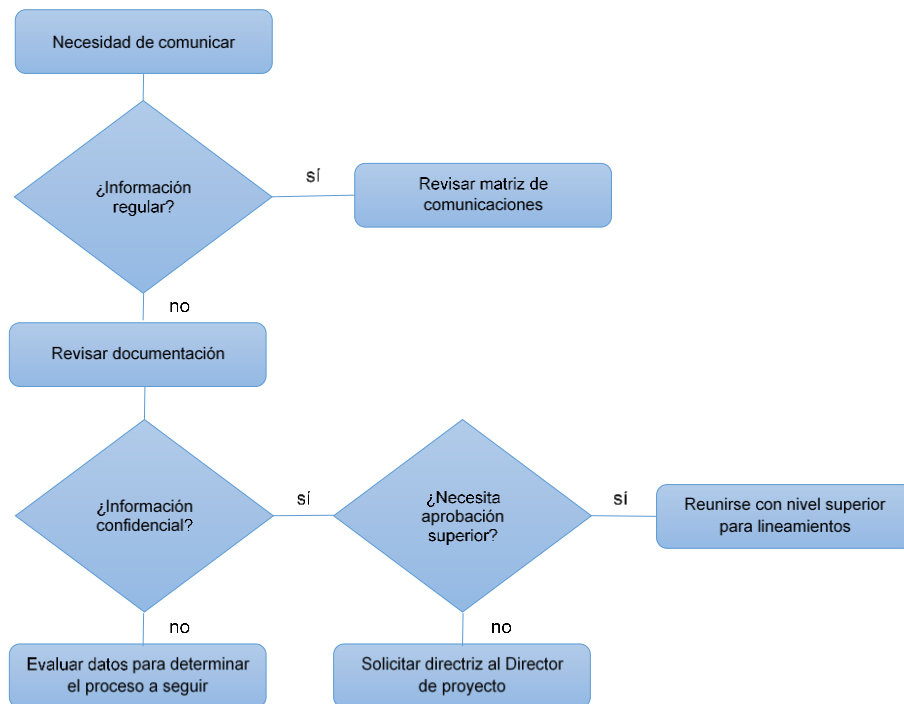 Necesidad de comunicar
¿Información
regular?
sí
Revisar matriz de
comunicaciones
no
Revisar documentación
¿Información
confidencial?
sí
¿Necesita
aprobación
superior?
sí
Reunirse con nivel superior
para lineamientos
no
Evaluar datos para determinar
el proceso a seguir
no
Solicitar directriz al Director
de proyecto